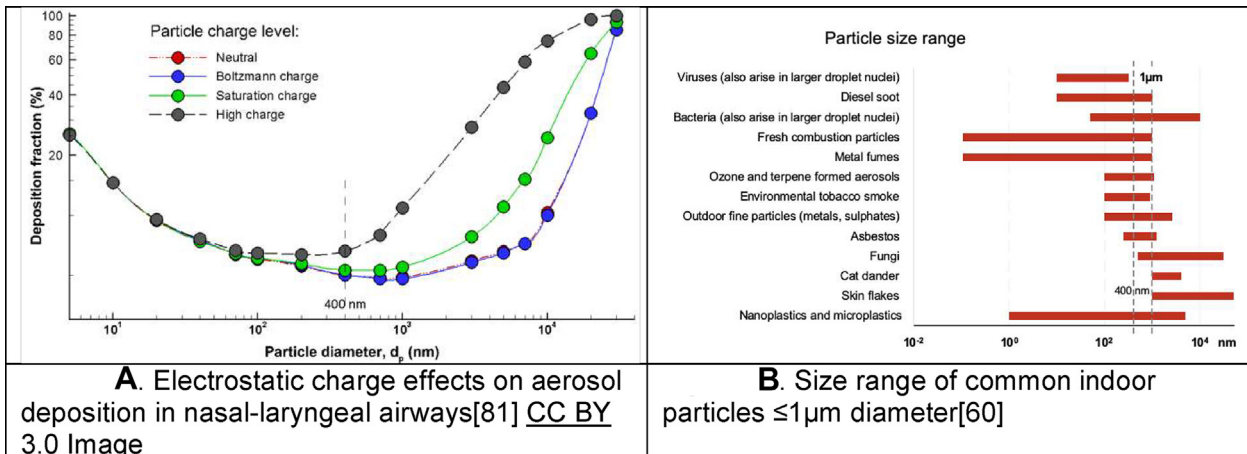 Particle charge level:
Neutral
Boltzmann charge
Saturation charge
High charge
Deposition fraction (%)
100
80
60
40
20
400 nm
10¹
10²
10³
10⁴
Particle diameter, dp (nm)
Particle size range
Viruses (also arise in larger droplet nuclei)
1µm
Diesel soot
Bacteria (also arise in larger droplet nuclei)
Fresh combustion particles
Metal fumes
Ozone and terpene formed aerosols
Environmental tobacco smoke
Outdoor fine particles (metals, sulphates)
Asbestos
Fungi
Cat dander
400 nm
Skin flakes
Nanoplastics and microplastics
10⁻² 10⁰ 10² 10⁴ nm
A. Electrostatic charge effects on aerosol
deposition in nasal-laryngeal airways[81] CC BY
3.0 Image
B. Size range of common indoor
particles ≤1µm diameter[60]